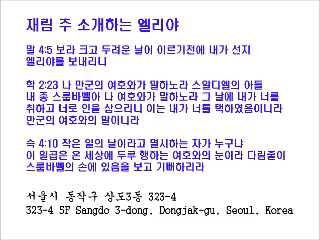 재림 주 소개하는 엘리야
말 4:5 보라 크고 두려운 날이 이르기전에 내가 선지
엘리야를 보내리니
학 2:23 나 만군의 여호와가 말하노라 스알디엘의 아들
내 종 스룹바벨아 나 여호와가 말하노라 그 날에 내가 너를
취하고 너로 인을 삼으리니 이는 내가 너를 택하였음이니라
만군의 여호와의 말이니라
슥 4:10 작은 일의 날이라고 멸시하는 자가 누구냐
이 일곱은 온 세상에 두루 행하는 여호와의 눈이라 다림줄이
스룹바벨의 손에 있음을 보고 기뻐하리라
서울시 동작구 상도3동 323-4
323-4 5F Sangdo 3-dong, Dongjak-gu, Seoul, Korea